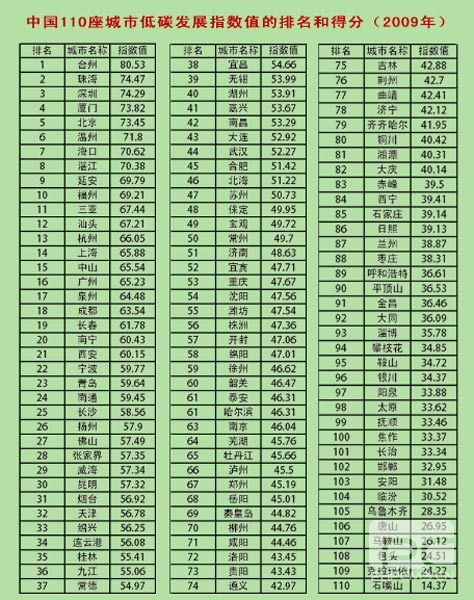 中国110座城市低碳发展指数值的排名和得分（2009年）
排名 城市名称 指数值
1 台州 80.53
2 珠海 74.47
3 深圳 74.29
4 厦门 73.82
5 北京 73.45
6 温州 71.8
7 海口 70.62
8 湛江 70.38
9 延安 69.79
10 福州 69.21
11 三亚 67.44
12 汕头 67.21
13 杭州 66.05
14 上海 65.88
15 中山 65.54
16 广州 65.23
17 泉州 64.48
18 成都 63.54
19 长春 61.78
20 南宁 60.43
21 西安 60.15
22 宁波 59.77
23 青岛 59.64
24 南通 59.45
25 长沙 58.56
26 扬州 57.9
27 佛山 57.49
28 张家界 57.35
29 威海 57.34
30 昆明 57.32
31 烟台 56.92
32 天津 56.78
33 绍兴 56.25
34 连云港 56.08
35 桂林 55.41
36 九江 55.06
37 常德 54.97
排名 城市名称 指数值
38 宜昌 54.66
39 无锡 53.99
40 湖州 53.91
41 嘉兴 53.67
42 南昌 53.29
43 大连 52.92
44 武汉 52.27
45 合肥 51.42
46 北海 51.22
47 苏州 50.73
48 保定 49.95
49 宝鸡 49.72
50 常州 49.7
51 济南 48.63
52 宜宾 47.71
53 重庆 47.67
54 沈阳 47.56
55 潍坊 47.54
56 株洲 47.36
57 开封 47.06
58 绵阳 47.01
59 徐州 46.62
60 韶关 46.47
61 泰安 46.31
61 哈尔滨 46.31
63 南京 46.04
64 芜湖 45.76
65 牡丹江 45.66
66 泸州 45.5
67 郑州 45.19
68 岳阳 45.01
69 秦皇岛 44.82
70 柳州 44.76
71 咸阳 44.46
72 洛阳 43.45
73 贵阳 43.43
74 遵义 42.97
排名 城市名称 指数值
75 吉林 42.88
76 荆州 42.7
77 曲靖 42.41
78 济宁 42.12
79 齐齐哈尔 41.95
80 铜川 40.42
81 湘潭 40.31
82 大庆 40.14
83 赤峰 39.5
84 西宁 39.41
85 石家庄 39.14
86 日照 39.13
87 兰州 38.87
88 枣庄 38.31
89 呼和浩特 36.61
90 平顶山 36.53
91 金昌 36.46
92 大同 36.09
93 淄博 35.78
94 攀枝花 34.85
95 鞍山 34.72
96 银川 34.37
97 阳泉 33.88
98 太原 33.62
99 抚顺 33.46
100 焦作 33.37
101 长治 33.34
102 邯郸 32.95
103 安阳 31.48
104 临汾 30.52
105 乌鲁木齐 28.35
106 唐山 26.95
107 马鞍山 26.12
108 包头 24.51
109 克拉玛依 24.22
110 石嘴山 14.37